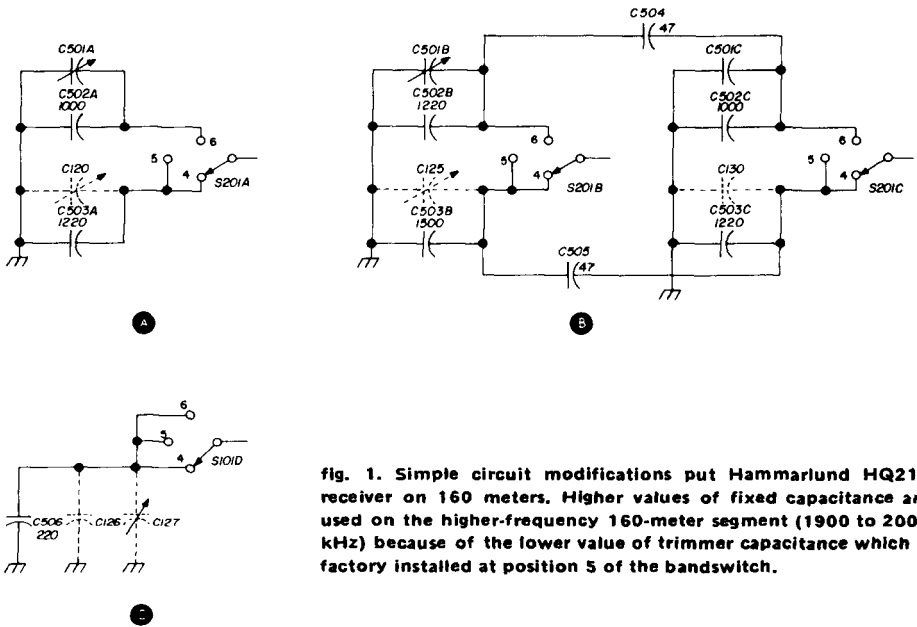 C501A
C502A
1000
6
5
C120
4
S201A
C503A
1220
A
C504
47
C501B
C502B
1220
6
5
C125
4
S201B
C503B
1500
C505
47
C501C
C502C
1000
6
5
C130
4
S201C
C503C
1220
B
6
5
4
S101D
C506
220
C126
C127
fig. 1. Simple circuit modifications put Hammarlund HQ21
receiver on 160 meters. Higher values of fixed capacitance
used on the higher-frequency 160-meter segment (1900 to 200
kHz) because of the lower value of trimmer capacitance which
factory installed at position 5 of the bandswitch.